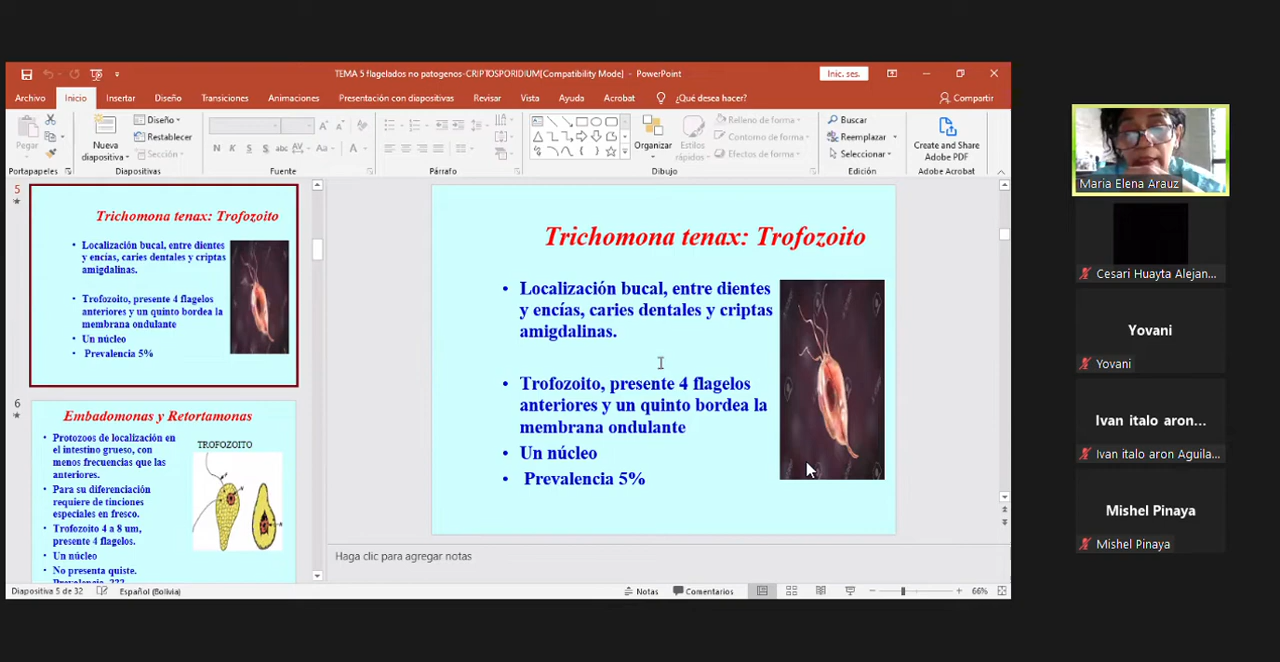 TEMA 5 flagelados no patogenos-CRIPTOSPORIDIUM[Compatibility Mode] - PowerPoint
Inic. ses.
Archivo Inicio Insertar Diseño Transiciones Animaciones Presentación con diapositivas Revisar Vista Ayuda Acrobat ¿Qué desea hacer? Compartir
Pegar
Nueva
diapositiva
Diseño
Restablecer
Sección
N K S abc AV Aa A
Organizar
Estilos
rápidos
Relleno de forma
Contorno de forma
Efectos de forma
Buscar
Reemplazar
Seleccionar
Create and Share
Adobe PDF
Portapapeles Diapositivas Fuente Párrafo Dibujo Edición Adobe Acrobat
5
Trichomona tenax: Trofozoito
• Localización bucal, entre dientes
y encías, caries dentales y criptas
amigdalinas.
• Trofozoito, presente 4 flagelos
anteriores y un quinto bordea la
membrana ondulante
• Un núcleo
• Prevalencia 5%
6
Embadomonas y Retortamonas
• Protozoos de localización en
el intestino grueso, con
menos frecuencias que las
anteriores.
• Para su diferenciación
requiere de tinciones
especiales en fresco.
• Trofozoito 4 a 8 um,
presente 4 flagelos.
• Un núcleo
• No presenta quiste.
Prevalencia ???
TROFOZOITO
Trichomona tenax: Trofozoito
• Localización bucal, entre dientes
y encías, caries dentales y criptas
amigdalinas.
• Trofozoito, presente 4 flagelos
anteriores y un quinto bordea la
membrana ondulante
• Un núcleo
• Prevalencia 5%
Haga clic para agregar notas
Diapositiva 5 de 32 Español (Bolivia) Notas Comentarios 66%
Maria Elena Arauz
Cesari Huayta Alejan...
Yovani
Yovani
Ivan italo aron...
Ivan italo aron Aguila...
Mishel Pinaya
Mishel Pinaya